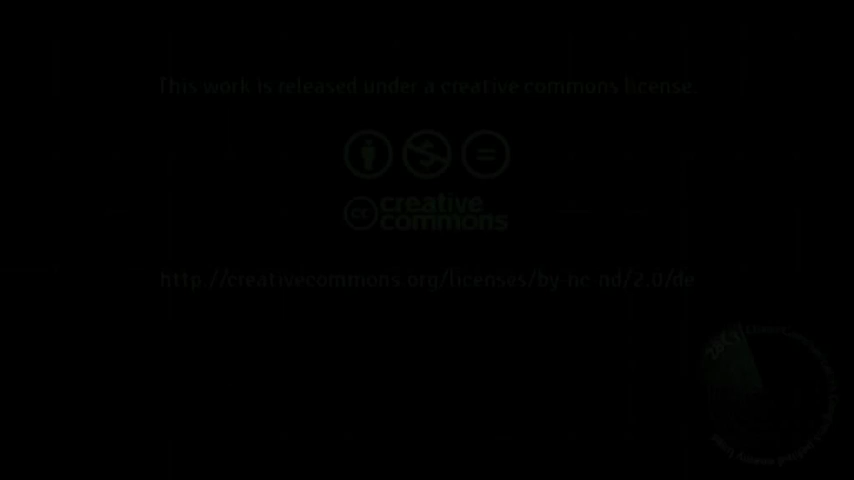 This work is released under a creative commons license
cc creative
commons
http://creativecommons.org/licenses/by-nc-nd/2.0/de